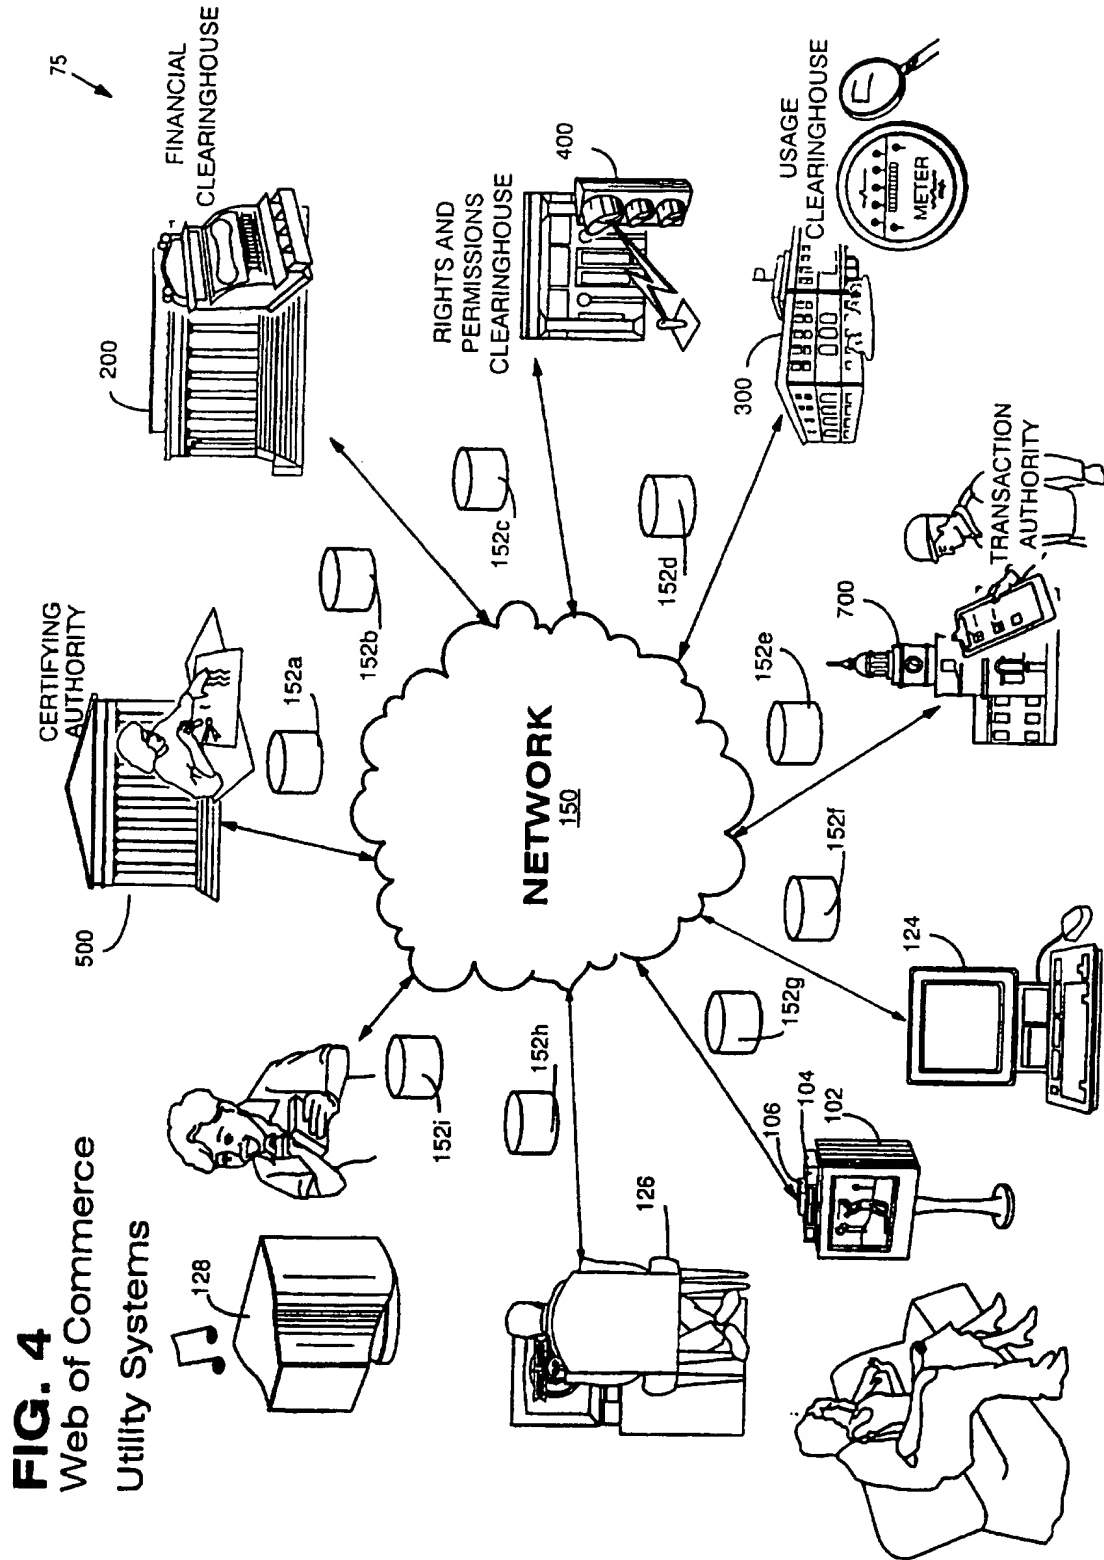 FIG. 4
Web of Commerce
Utility Systems
75
CERTIFYING
AUTHORITY
500
FINANCIAL
CLEARINGHOUSE
200
RIGHTS AND
PERMISSIONS
CLEARINGHOUSE
400
USAGE
CLEARINGHOUSE
METER
300
TRANSACTION
AUTHORITY
700
152a
152b
152c
152d
152e
152f
152g
152h
152i
NETWORK
150
128
126
106
104
102
124